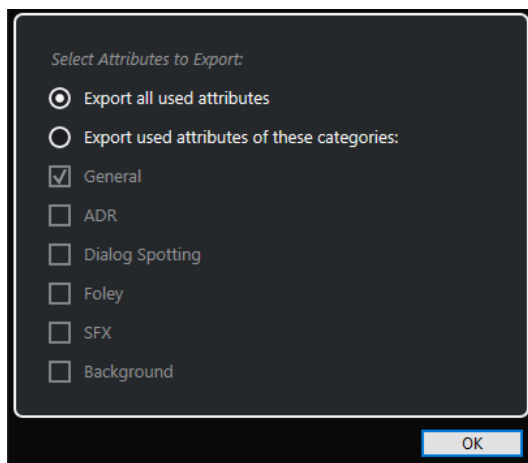 Select Attributes to Export:
Export all used attributes
Export used attributes of these categories:
General
ADR
Dialog Spotting
Foley
SFX
Background
OK